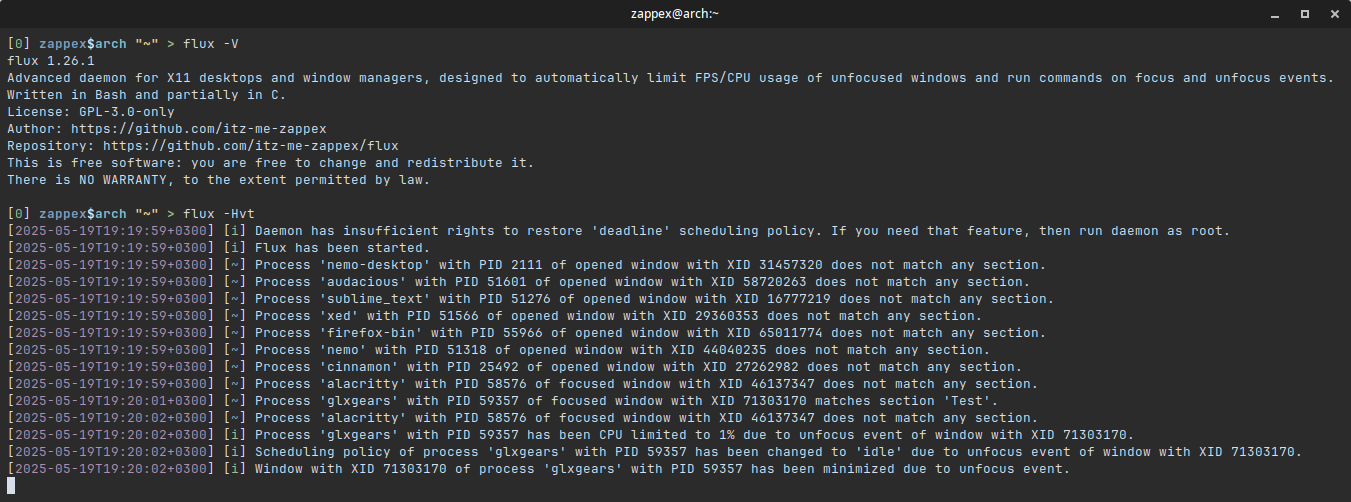 zappex@arch:~
[0] zappex$arch "~" > flux -V
flux 1.26.1
Advanced daemon for X11 desktops and window managers, designed to automatically limit FPS/CPU usage of unfocused windows and run commands on focus and unfocus events.
Written in Bash and partially in C.
License: GPL-3.0-only
Author: https://github.com/itz-me-zappex
Repository: https://github.com/itz-me-zappex/flux
This is free software: you are free to change and redistribute it.
There is NO WARRANTY, to the extent permitted by law.
[0] zappex$arch "~" > flux -Hvt
[2025-05-19T19:19:59+0300] [i] Daemon has insufficient rights to restore 'deadline' scheduling policy. If you need that feature, then run daemon as root.
[2025-05-19T19:19:59+0300] [i] Flux has been started.
[2025-05-19T19:19:59+0300] [~] Process 'nemo-desktop' with PID 2111 of opened window with XID 31457320 does not match any section.
[2025-05-19T19:19:59+0300] [~] Process 'audacious' with PID 51601 of opened window with XID 58720263 does not match any section.
[2025-05-19T19:19:59+0300] [~] Process 'sublime_text' with PID 51276 of opened window with XID 16777219 does not match any section.
[2025-05-19T19:19:59+0300] [~] Process 'xed' with PID 51566 of opened window with XID 29360353 does not match any section.
[2025-05-19T19:19:59+0300] [~] Process 'firefox-bin' with PID 55966 of opened window with XID 65011774 does not match any section.
[2025-05-19T19:19:59+0300] [~] Process 'nemo' with PID 51318 of opened window with XID 44040235 does not match any section.
[2025-05-19T19:19:59+0300] [~] Process 'cinnamon' with PID 25492 of opened window with XID 27262982 does not match any section.
[2025-05-19T19:19:59+0300] [~] Process 'alacritty' with PID 58576 of focused window with XID 46137347 does not match any section.
[2025-05-19T19:20:01+0300] [~] Process 'glxgears' with PID 59357 of focused window with XID 71303170 matches section 'Test'.
[2025-05-19T19:20:02+0300] [~] Process 'alacritty' with PID 58576 of focused window with XID 46137347 does not match any section.
[2025-05-19T19:20:02+0300] [i] Process 'glxgears' with PID 59357 has been CPU limited to 1% due to unfocus event of window with XID 71303170.
[2025-05-19T19:20:02+0300] [i] Scheduling policy of process 'glxgears' with PID 59357 has been changed to 'idle' due to unfocus event of window with XID 71303170.
[2025-05-19T19:20:02+0300] [i] Window with XID 71303170 of process 'glxgears' with PID 59357 has been minimized due to unfocus event.